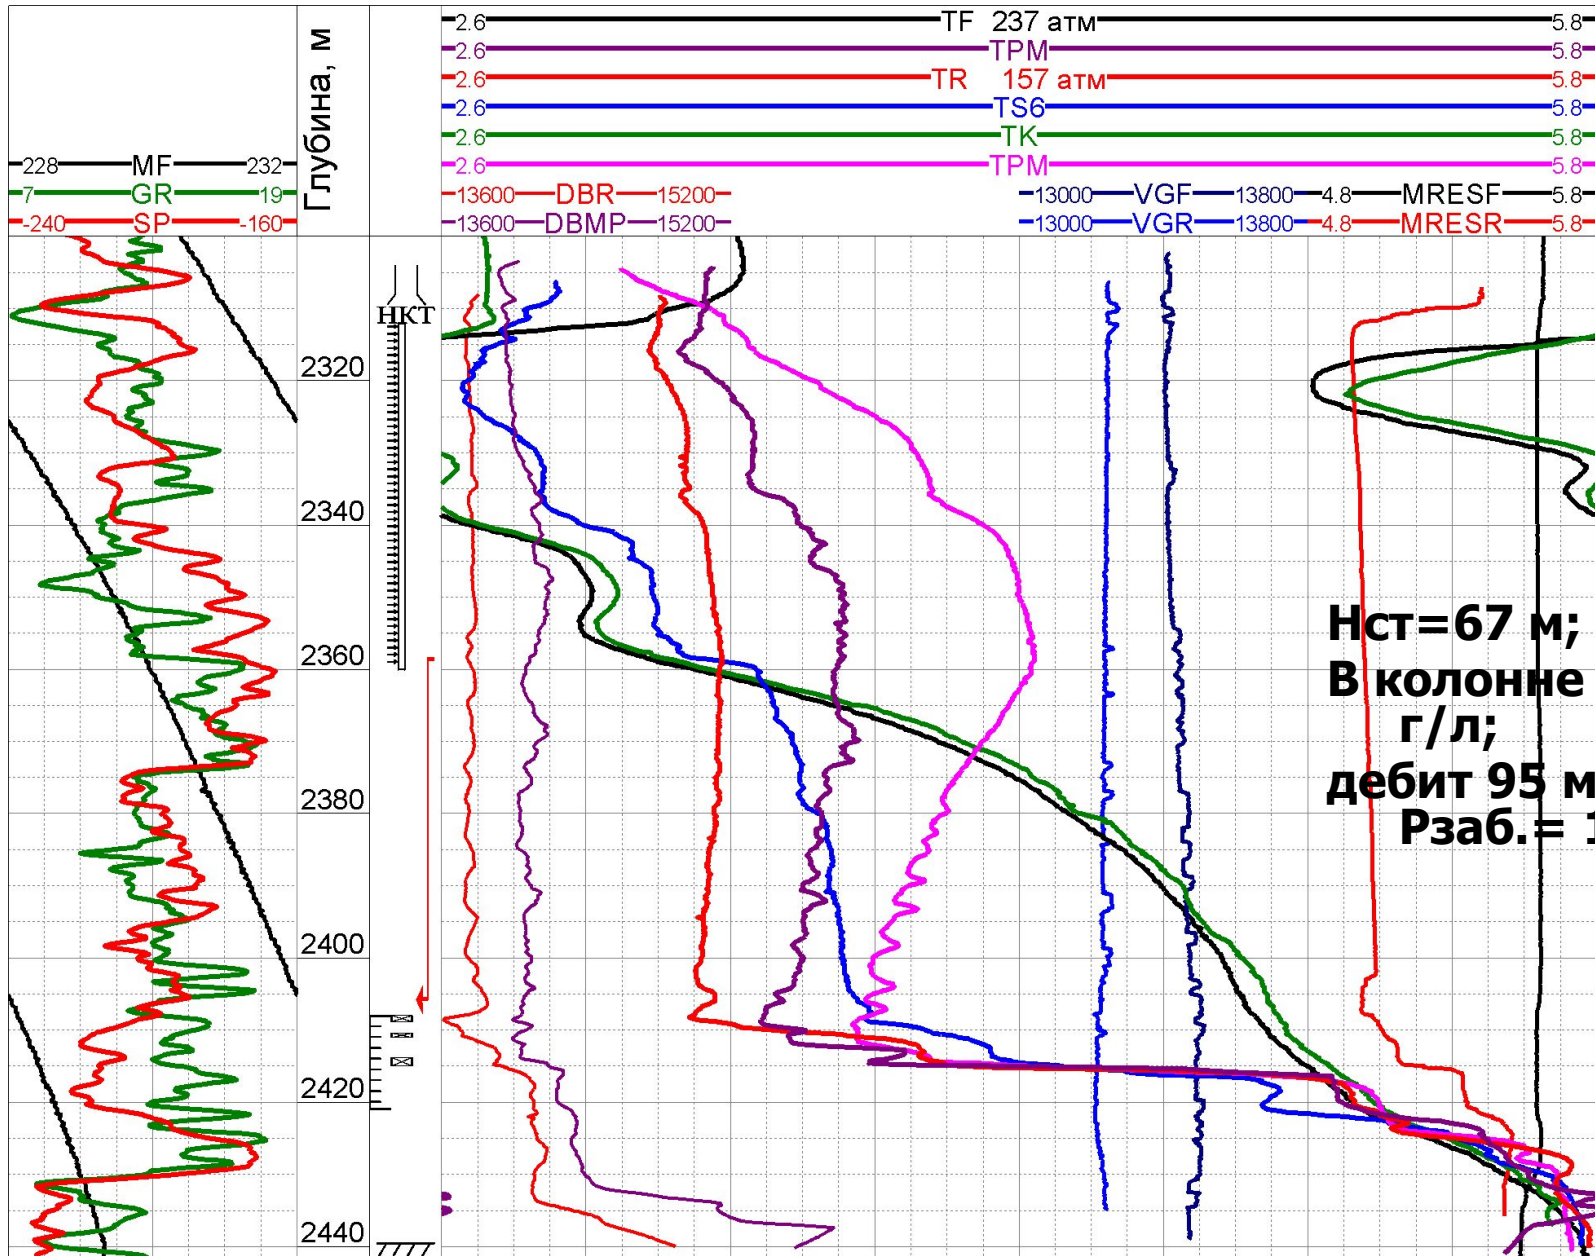 Глубина, м
2.6 TF 237 атм 5.8
2.6 TPM 5.8
2.6 TR 157 атм 5.8
2.6 TS6 5.8
2.6 TK 5.8
228 MF 232 2.6 TPM 5.8
7 GR 19 13600 DBR 15200 13000 VGF 13800 4.8 MRESF 5.8
-240 SP -160 13600 DBMP 15200 13000 VGR 13800 4.8 MRESR 5.8
НКТ
2320
2340
Нст=67 м;
2360
В колонне
г/л;
дебит 95 м
2380
Рзаб.= 1
2400
2420
2440